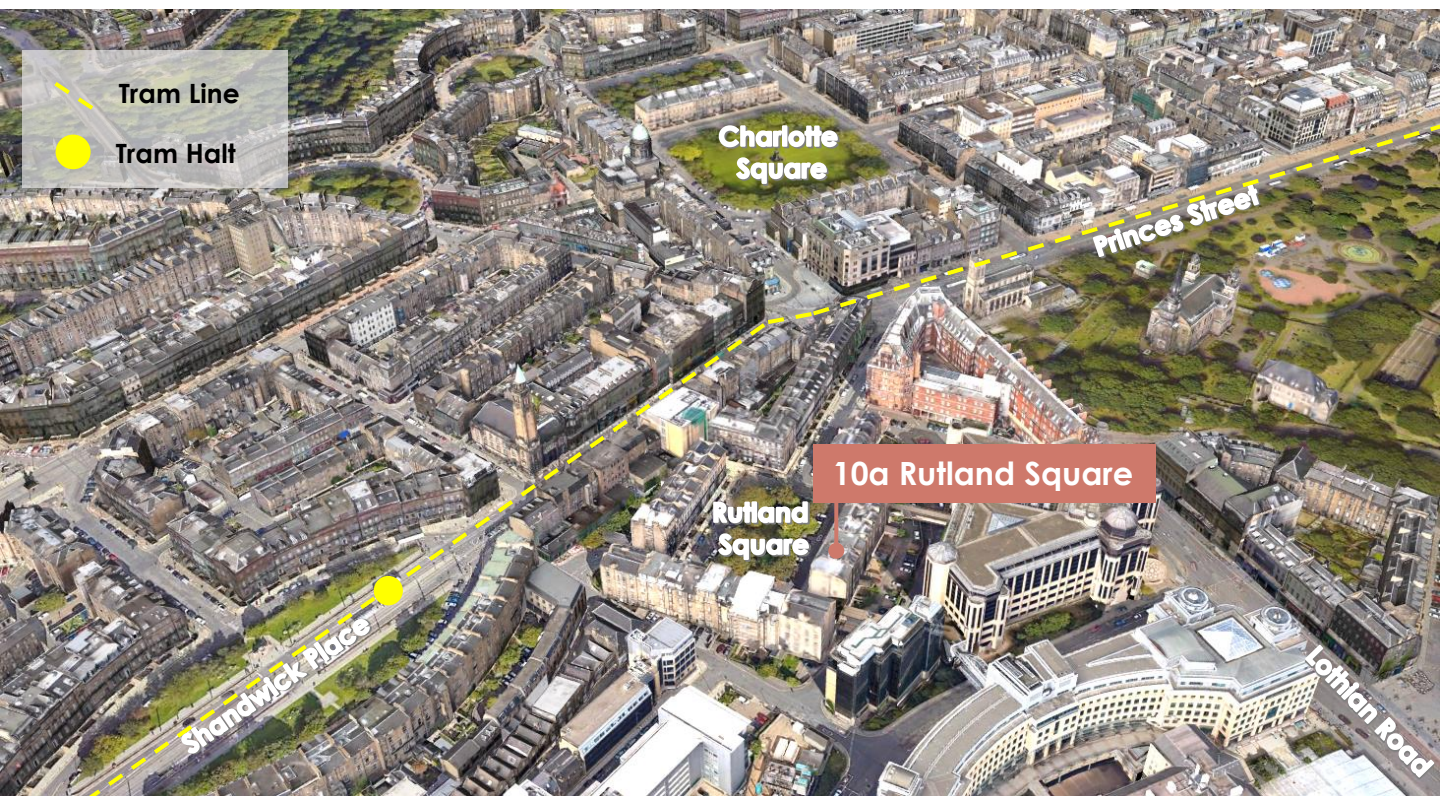 Tram Line
Tram Halt
Charlotte
Square
Princes Street
10a Rutland Square
Rutland
Square
Shandwick Place
Lothian Road